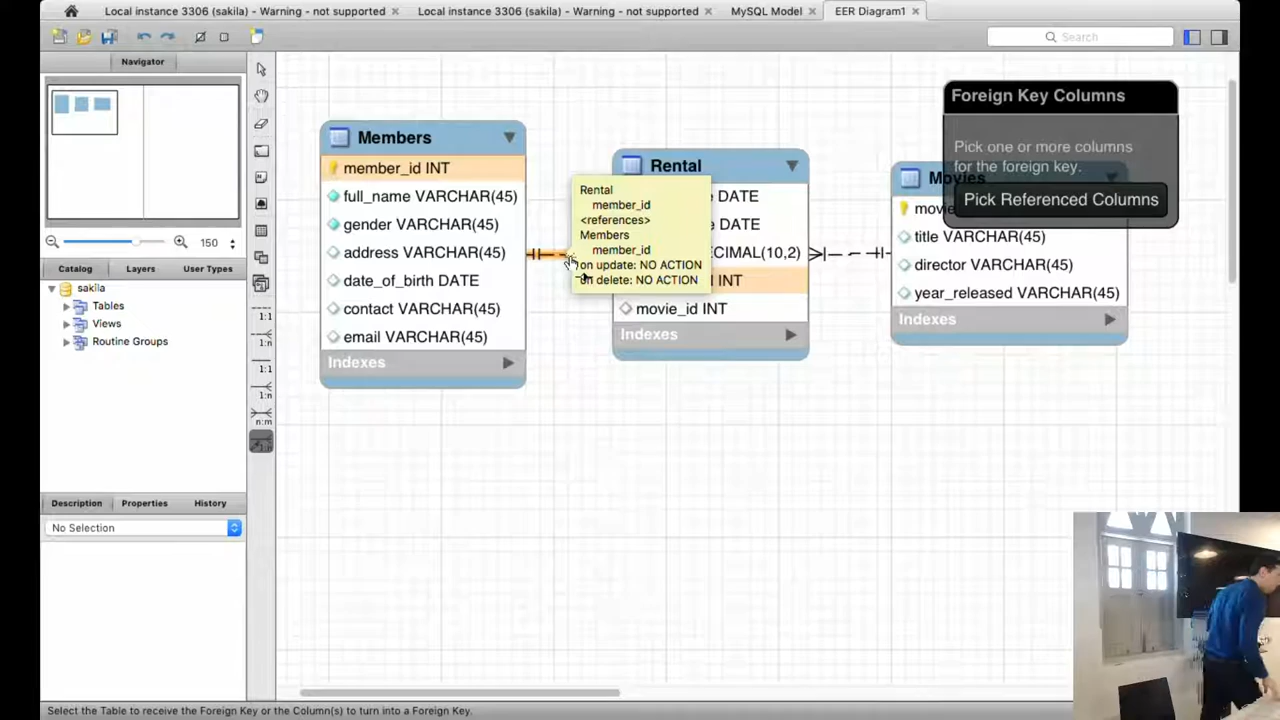 Local instance 3306 (sakila) - Warning - not supported
Local instance 3306 (sakila) - Warning - not supported
MySQL Model
EER Diagram1
Search
Navigator
150
Catalog
Layers
User Types
sakila
Tables
Views
Routine Groups
1:1
1:n
1:1
1:n
n:m
Description
Properties
History
No Selection
Members
member_id INT
full_name VARCHAR(45)
gender VARCHAR(45)
address VARCHAR(45)
date_of_birth DATE
contact VARCHAR(45)
email VARCHAR(45)
Indexes
Rental
DATE
DATE
DECIMAL(10,2)
INT
movie_id INT
Indexes
Rental
member_id
<references>
Members
member_id
on update: NO ACTION
on delete: NO ACTION
Foreign Key Columns
Pick one or more columns
for the foreign key.
Pick Referenced Columns
title VARCHAR(45)
director VARCHAR(45)
year_released VARCHAR(45)
Indexes
Select the Table to receive the Foreign Key or the Column(s) to turn into a Foreign Key.